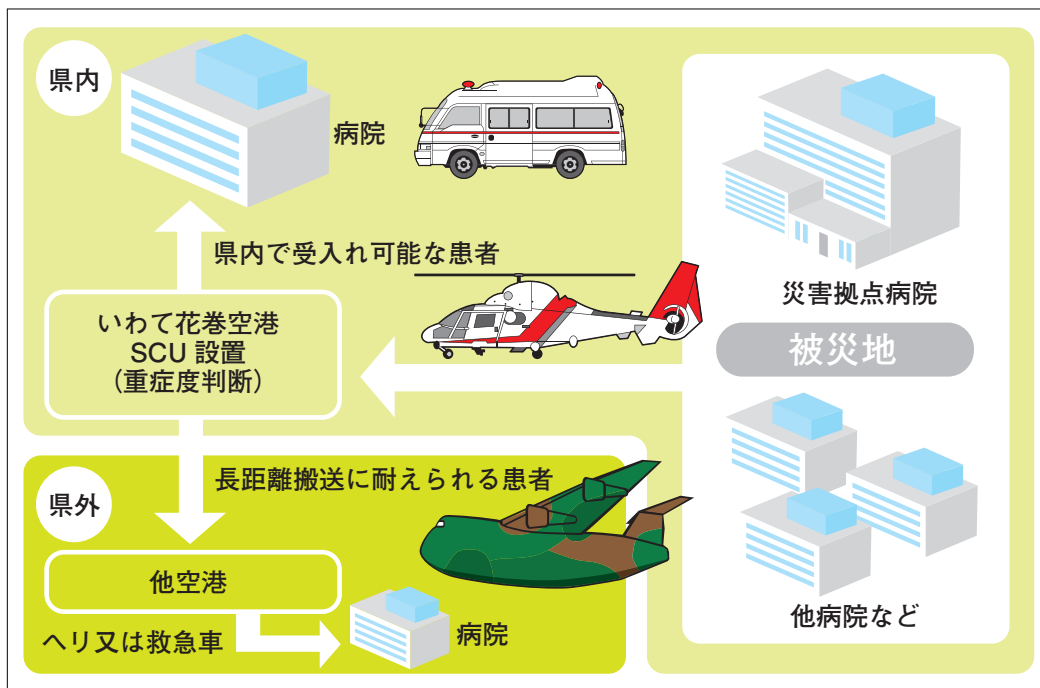 県内
病院
県内で受入れ可能な患者
いわて花巻空港
SCU 設置
（重症度判断）
災害拠点病院
被災地
他病院など
県外
長距離搬送に耐えられる患者
他空港
ヘリ又は救急車
病院